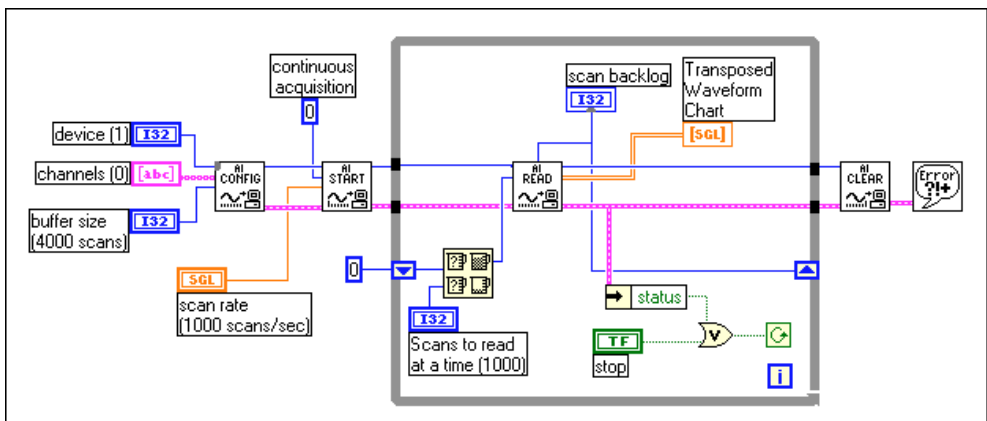 continuous
acquisition
0
device (1)
I32
channels (0)
[abc]
buffer size
(4000 scans)
I32
SGL
scan rate
(1000 scans/sec)
AI
CONFIG
AI
START
scan backlog
I32
Transposed
Waveform
Chart
[SGL]
AI
READ
AI
CLEAR
Error
?!+
0
I32
Scans to read
at a time (1000)
status
TF
stop
V
i